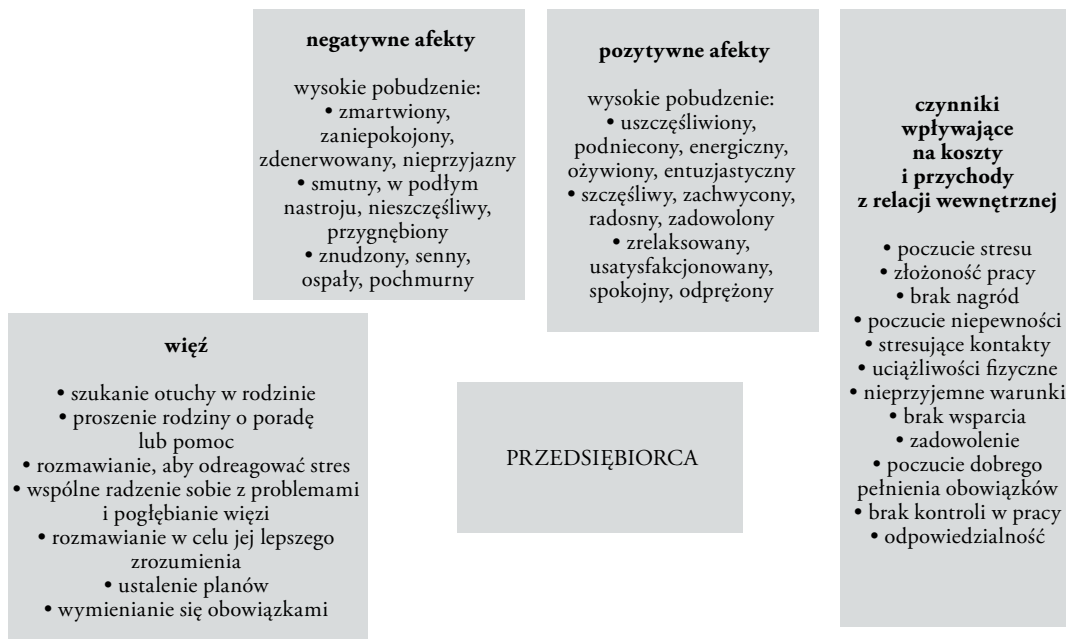 negatywne afekty
wysokie pobudzenie:
• zmartwiony,
zaniepokojony,
zdenerwowany, nieprzyjazny
• smutny, w podłym
nastroju, nieszczęśliwy,
przygnębiony
• znudzony, senny,
ospały, pochmurny
pozytywne afekty
wysokie pobudzenie:
• uszczęśliwiony,
podniecony, energiczny,
ożywiony, entuzjastyczny
• szczęśliwy, zachwycony,
radosny, zadowolony
• zrelaksowany,
usatysfakcjonowany,
spokojny, odprężony
czynniki
wpływające
na koszty
i przychody
z relacji wewnętrznej
• poczucie stresu
• złożoność pracy
• brak nagród
• poczucie niepewności
• stresujące kontakty
• uciążliwości fizyczne
• nieprzyjemne warunki
• brak wsparcia
• zadowolenie
• poczucie dobrego
pełnienia obowiązków
• brak kontroli w pracy
• odpowiedzialność
więź
• szukanie otuchy w rodzinie
• proszenie rodziny o poradę
lub pomoc
• rozmawianie, aby odreagować stres
• wspólne radzenie sobie z problemami
i pogłębianie więzi
• rozmawianie w celu jej lepszego
zrozumienia
• ustalenie planów
• wymienianie się obowiązkami
PRZEDSIĘBIORCA